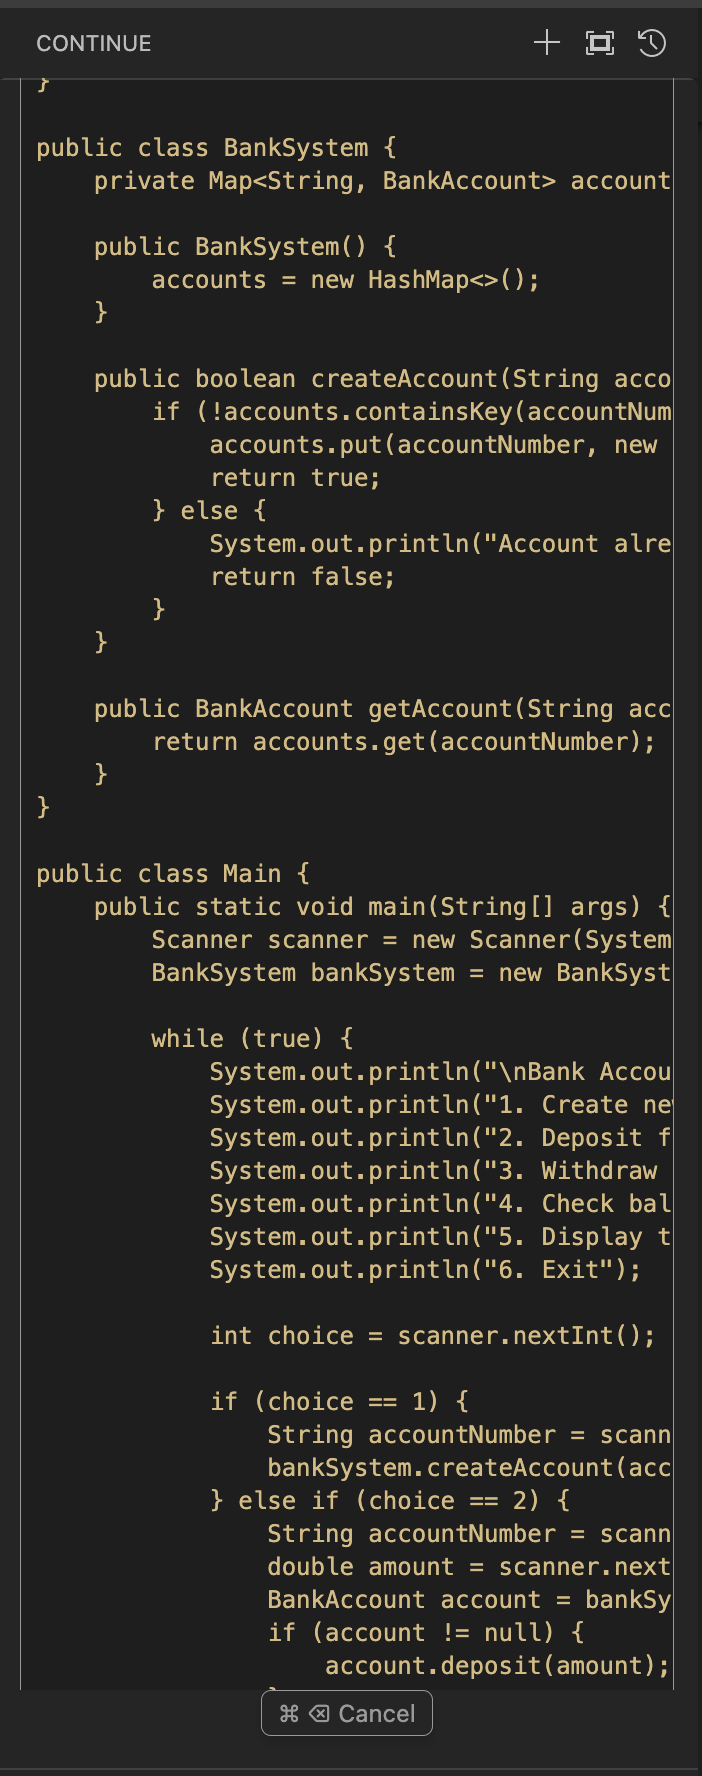 CONTINUE
}
public class BankSystem {
private Map<String, BankAccount> account
public BankSystem() {
accounts = new HashMap<>();
}
public boolean createAccount(String acco
if (!accounts.containsKey(accountNum
accounts.put(accountNumber, new
return true;
} else {
System.out.println("Account alre
return false;
}
}
public BankAccount getAccount(String acc
return accounts.get(accountNumber);
}
}
public class Main {
public static void main(String[] args) {
Scanner scanner = new Scanner(System
BankSystem bankSystem = new BankSyst
while (true) {
System.out.println("\nBank Accou
System.out.println("1. Create new
System.out.println("2. Deposit f
System.out.println("3. Withdraw
System.out.println("4. Check bal
System.out.println("5. Display t
System.out.println("6. Exit");
int choice = scanner.nextInt();
if (choice == 1) {
String accountNumber = scann
bankSystem.createAccount(acc
} else if (choice == 2) {
String accountNumber = scann
double amount = scanner.next
BankAccount account = bankSy
if (account != null) {
account.deposit(amount);
}
⌘ ⌫ Cancel